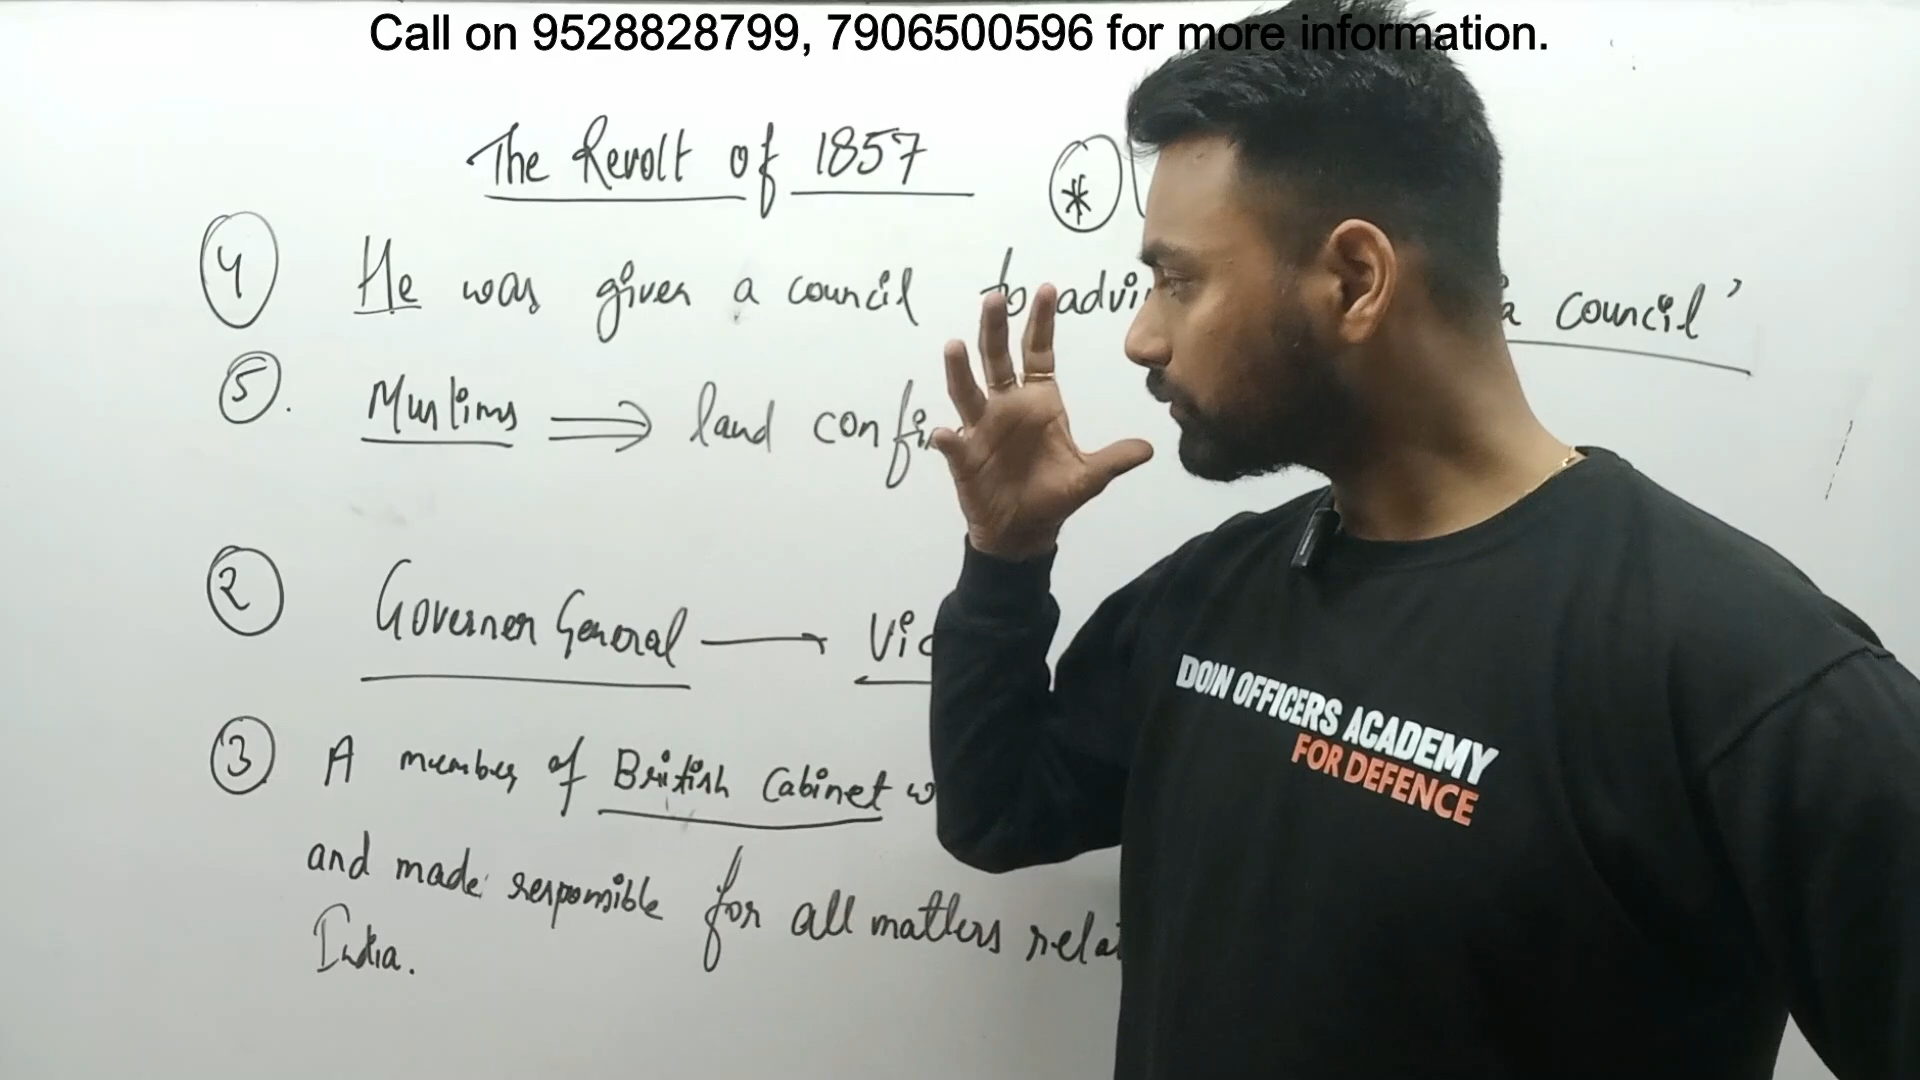 Call on 9528828799, 7906500596 for more information.
The Revolt of 1857 *
4 He was given a council to advi council'
5. Muslims ⟹ land confi
2 Governer General → Vic
3 A member of British Cabinet w
and made responsible for all matters relat
India.
DOIN OFFICERS ACADEMY
FOR DEFENCE